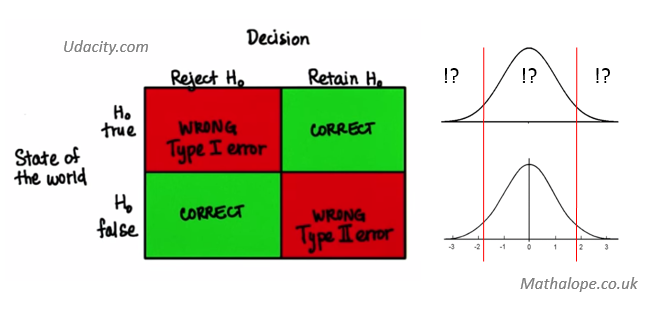 Udacity.com
Decision
Reject H₀
Retain H₀
H₀
true
WRONG
Type I error
CORRECT
State of
the world
H₀
false
CORRECT
WRONG
Type II error
!?
!?
!?
-3 -2 -1 0 1 2 3
Mathalope.co.uk